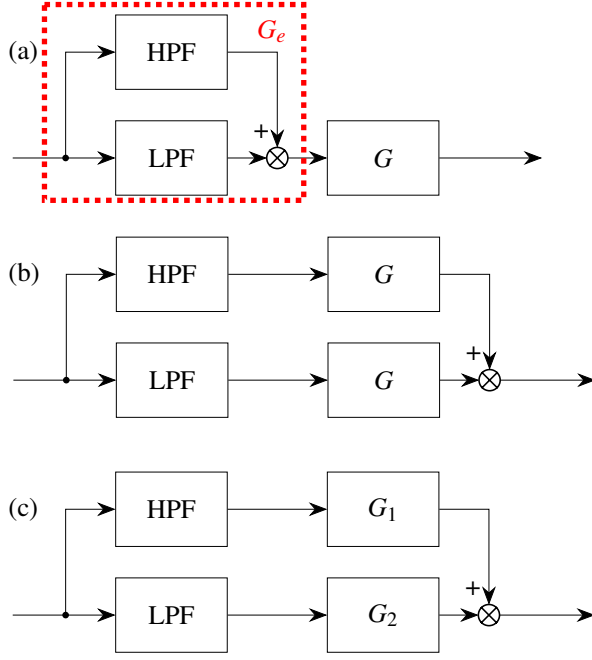 (a)
HPF
G_e
+
LPF
G
(b)
HPF
G
+
LPF
G
(c)
HPF
G_1
+
LPF
G_2